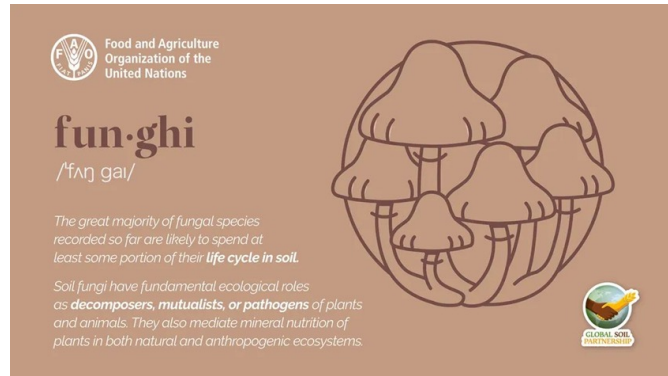 F A O
FIAT PANIS
Food and Agriculture
Organization of the
United Nations
fun·ghi
/ˈfʌŋ gaɪ/
The great majority of fungal species
recorded so far are likely to spend at
least some portion of their life cycle in soil.
Soil fungi have fundamental ecological roles
as decomposers, mutualists, or pathogens of plants
and animals. They also mediate mineral nutrition of
plants in both natural and anthropogenic ecosystems.
GLOBAL SOIL
PARTNERSHIP